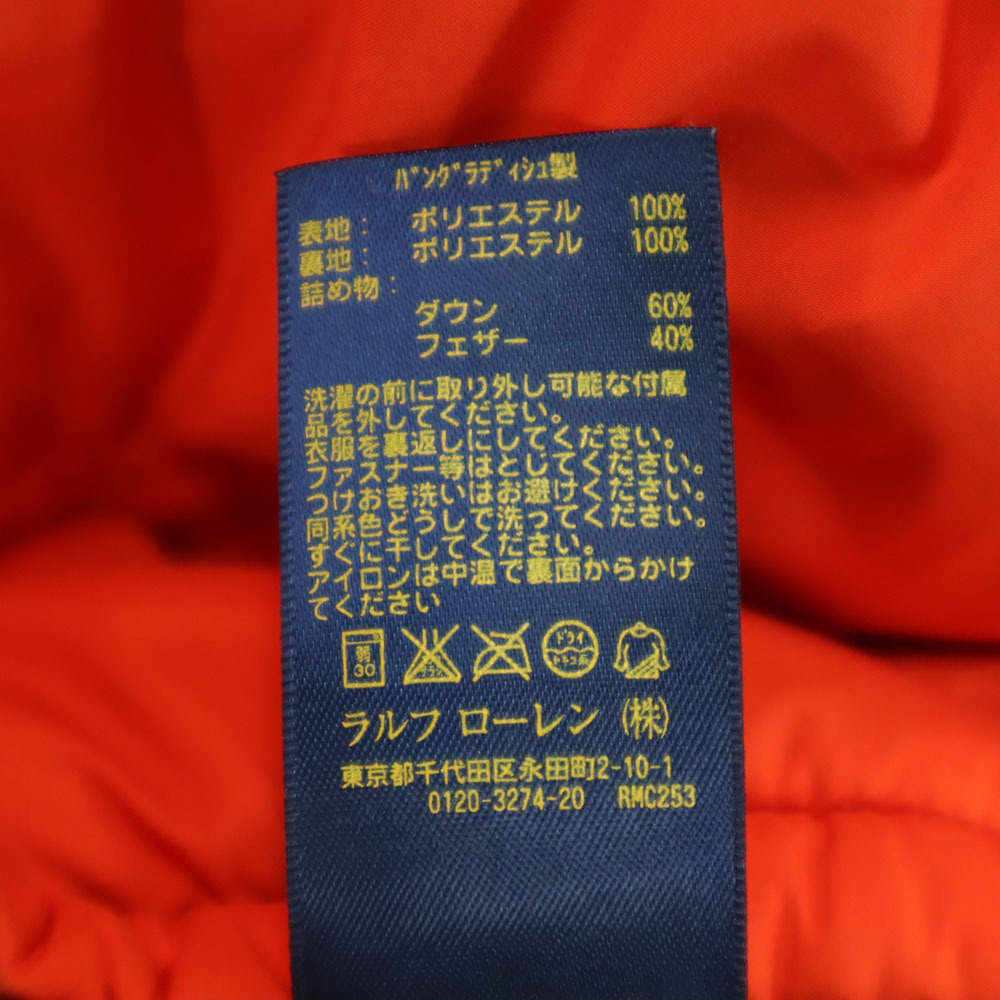 バングラディシュ製
表地： ポリエステル 100%
裏地： ポリエステル 100%
詰め物：
ダウン 60%
フェザー 40%
洗濯の前に取り外し可能な付属
品を外してください。
衣服を裏返しにしてください。
ファスナー等はとじてください。
つけおき洗いはお避けください。
同系色どうしで洗ってください。
すぐに干してください。
アイロンは中温で裏面からかけ
てください
弱 30 ドライ
ラルフ ローレン（株）
東京都千代田区永田町2-10-1
0120-3274-20 RMC253